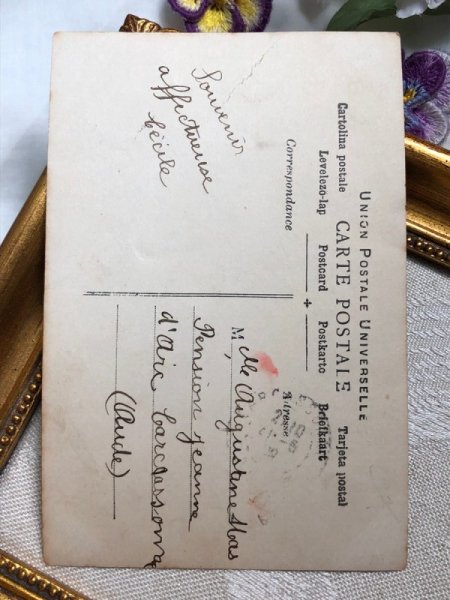 UNION POSTALE UNIVERSELLE
CARTE POSTALE
Cartolina postale
Tarjeta postal
Levelezo-lap
Postcard
Postkarto
Briefkaart
Correspondance
Adresse
Souvenir
affectueuse
Cécile
Mlle Augustine
Pension Jeanne
d'Arc Carcassonne
(Aude)